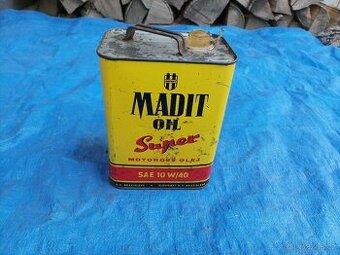 MADIT
OIL
Super
MOTOROVÝ OLEJ
SAE 10 W/40